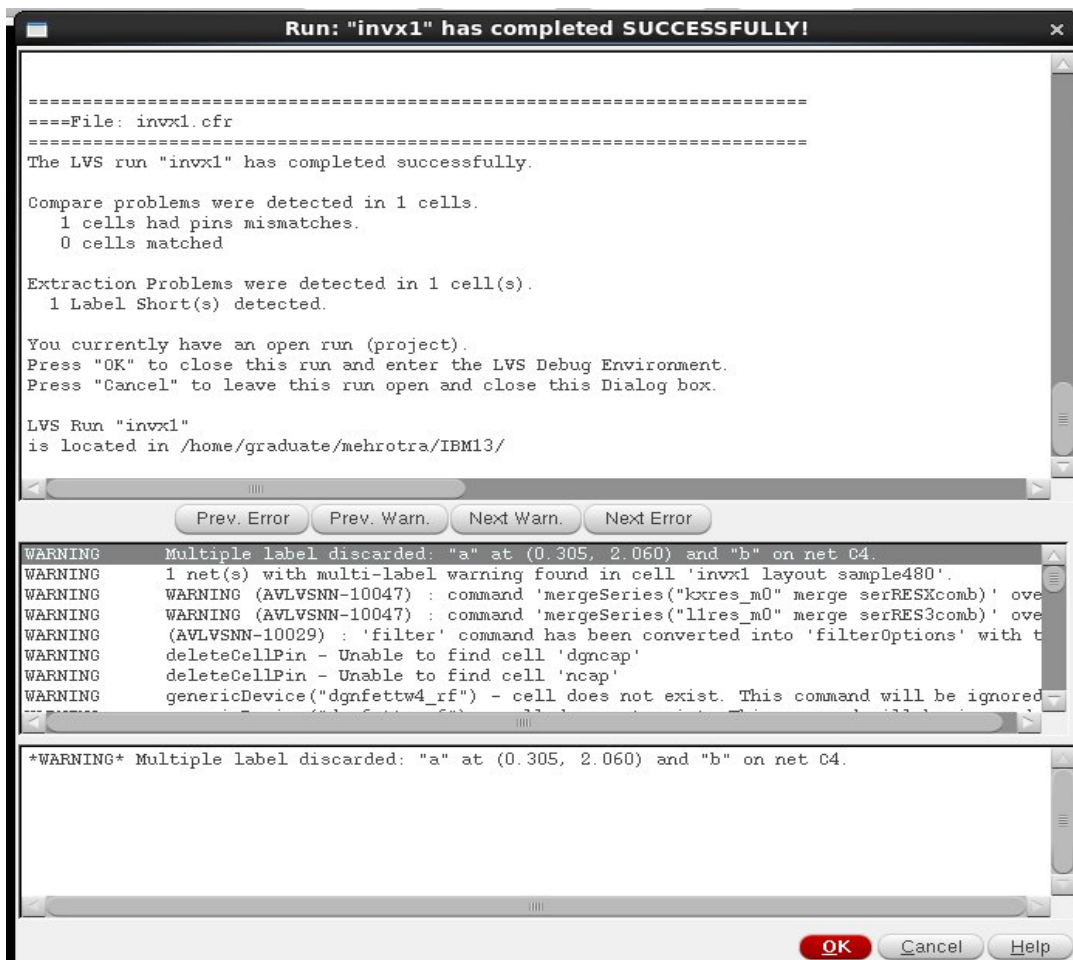 Run: "invx1" has completed SUCCESSFULLY!
========================================================================
====File: invx1.cfr
========================================================================
The LVS run "invx1" has completed successfully.
Compare problems were detected in 1 cells.
1 cells had pins mismatches.
0 cells matched
Extraction Problems were detected in 1 cell(s).
1 Label Short(s) detected.
You currently have an open run (project).
Press "OK" to close this run and enter the LVS Debug Environment.
Press "Cancel" to leave this run open and close this Dialog box.
LVS Run "invx1"
is located in /home/graduate/mehrotra/IBM13/
Prev. Error Prev. Warn. Next Warn. Next Error
WARNING Multiple label discarded: "a" at (0.305, 2.060) and "b" on net C4.
WARNING 1 net(s) with multi-label warning found in cell 'invx1 layout sample480'.
WARNING WARNING (AVLVSNN-10047) : command 'mergeSeries("kxres_m0" merge serRESXcomb)' ove
WARNING WARNING (AVLVSNN-10047) : command 'mergeSeries("l1res_m0" merge serRES3comb)' ove
WARNING (AVLVSNN-10029) : 'filter' command has been converted into 'filterOptions' with t
WARNING deleteCellPin - Unable to find cell 'dgncap'
WARNING deleteCellPin - Unable to find cell 'ncap'
WARNING genericDevice("dgnfettw4_rf") - cell does not exist. This command will be ignored
*WARNING* Multiple label discarded: "a" at (0.305, 2.060) and "b" on net C4.
OK Cancel Help